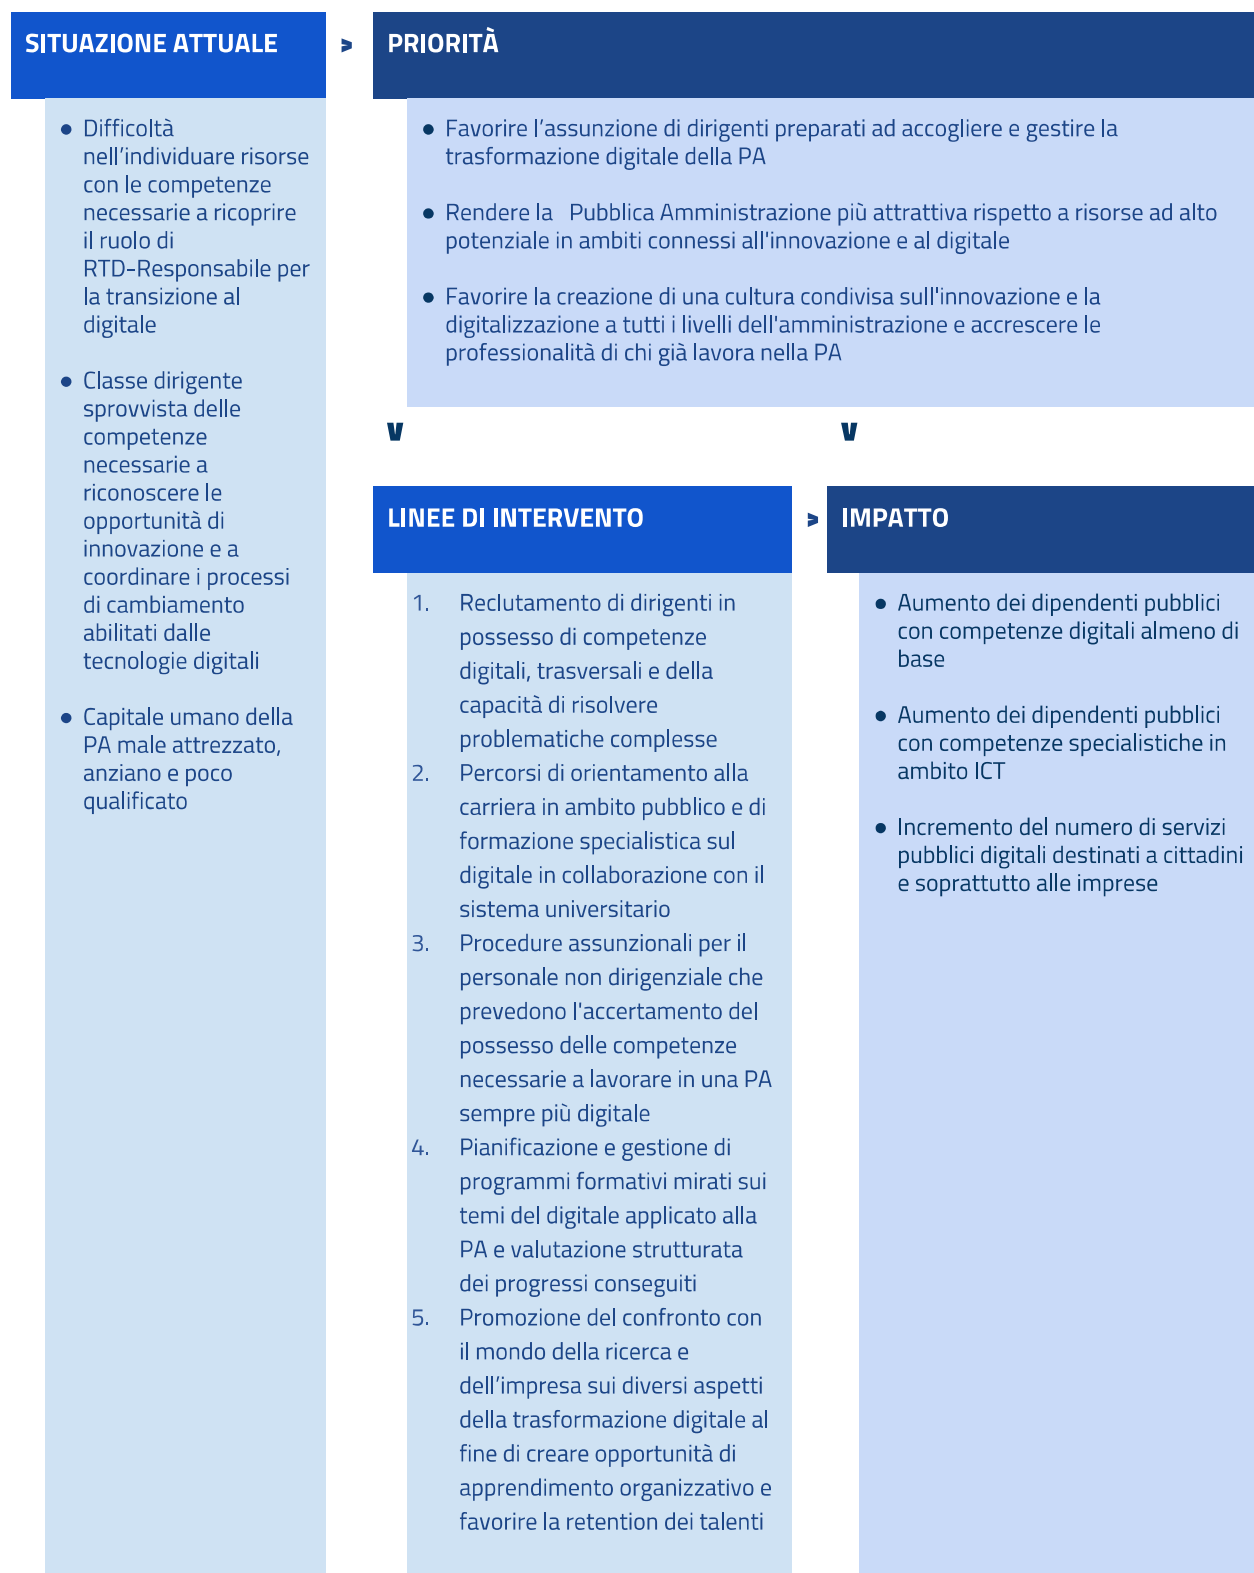 SITUAZIONE ATTUALE
>
PRIORITÀ
● Difficoltà
nell’individuare risorse
con le competenze
necessarie a ricoprire
il ruolo di
RTD-Responsabile per
la transizione al
digitale
● Classe dirigente
sprovvista delle
competenze
necessarie a
riconoscere le
opportunità di
innovazione e a
coordinare i processi
di cambiamento
abilitati dalle
tecnologie digitali
● Capitale umano della
PA male attrezzato,
anziano e poco
qualificato
● Favorire l’assunzione di dirigenti preparati ad accogliere e gestire la
trasformazione digitale della PA
● Rendere la Pubblica Amministrazione più attrattiva rispetto a risorse ad alto
potenziale in ambiti connessi all'innovazione e al digitale
● Favorire la creazione di una cultura condivisa sull'innovazione e la
digitalizzazione a tutti i livelli dell'amministrazione e accrescere le
professionalità di chi già lavora nella PA
∨ ∨
LINEE DI INTERVENTO
>
IMPATTO
1. Reclutamento di dirigenti in
possesso di competenze
digitali, trasversali e della
capacità di risolvere
problematiche complesse
2. Percorsi di orientamento alla
carriera in ambito pubblico e di
formazione specialistica sul
digitale in collaborazione con il
sistema universitario
3. Procedure assunzionali per il
personale non dirigenziale che
prevedono l'accertamento del
possesso delle competenze
necessarie a lavorare in una PA
sempre più digitale
4. Pianificazione e gestione di
programmi formativi mirati sui
temi del digitale applicato alla
PA e valutazione strutturata
dei progressi conseguiti
5. Promozione del confronto con
il mondo della ricerca e
dell’impresa sui diversi aspetti
della trasformazione digitale al
fine di creare opportunità di
apprendimento organizzativo e
favorire la retention dei talenti
● Aumento dei dipendenti pubblici
con competenze digitali almeno di
base
● Aumento dei dipendenti pubblici
con competenze specialistiche in
ambito ICT
● Incremento del numero di servizi
pubblici digitali destinati a cittadini
e soprattutto alle imprese